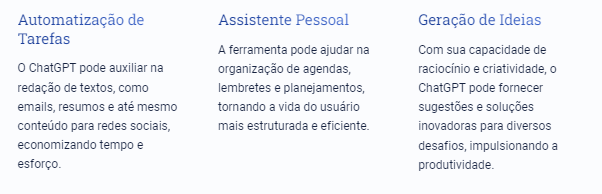 Automatização de
Tarefas
O ChatGPT pode auxiliar na
redação de textos, como
emails, resumos e até mesmo
conteúdo para redes sociais,
economizando tempo e
esforço.
Assistente Pessoal
A ferramenta pode ajudar na
organização de agendas,
lembretes e planejamentos,
tornando a vida do usuário
mais estruturada e eficiente.
Geração de Ideias
Com sua capacidade de
raciocínio e criatividade, o
ChatGPT pode fornecer
sugestões e soluções
inovadoras para diversos
desafios, impulsionando a
produtividade.